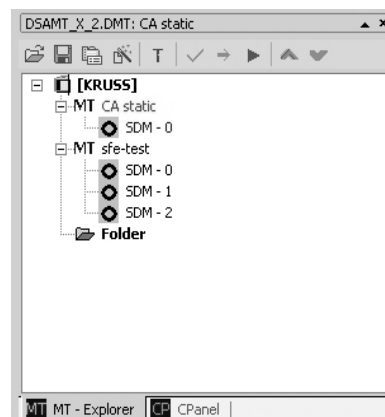 DSAMT_X_2.DMT: CA static
T
[KRUSS]
MT CA static
SDM - 0
MT sfe-test
SDM - 0
SDM - 1
SDM - 2
Folder
MT MT - Explorer CP CPanel